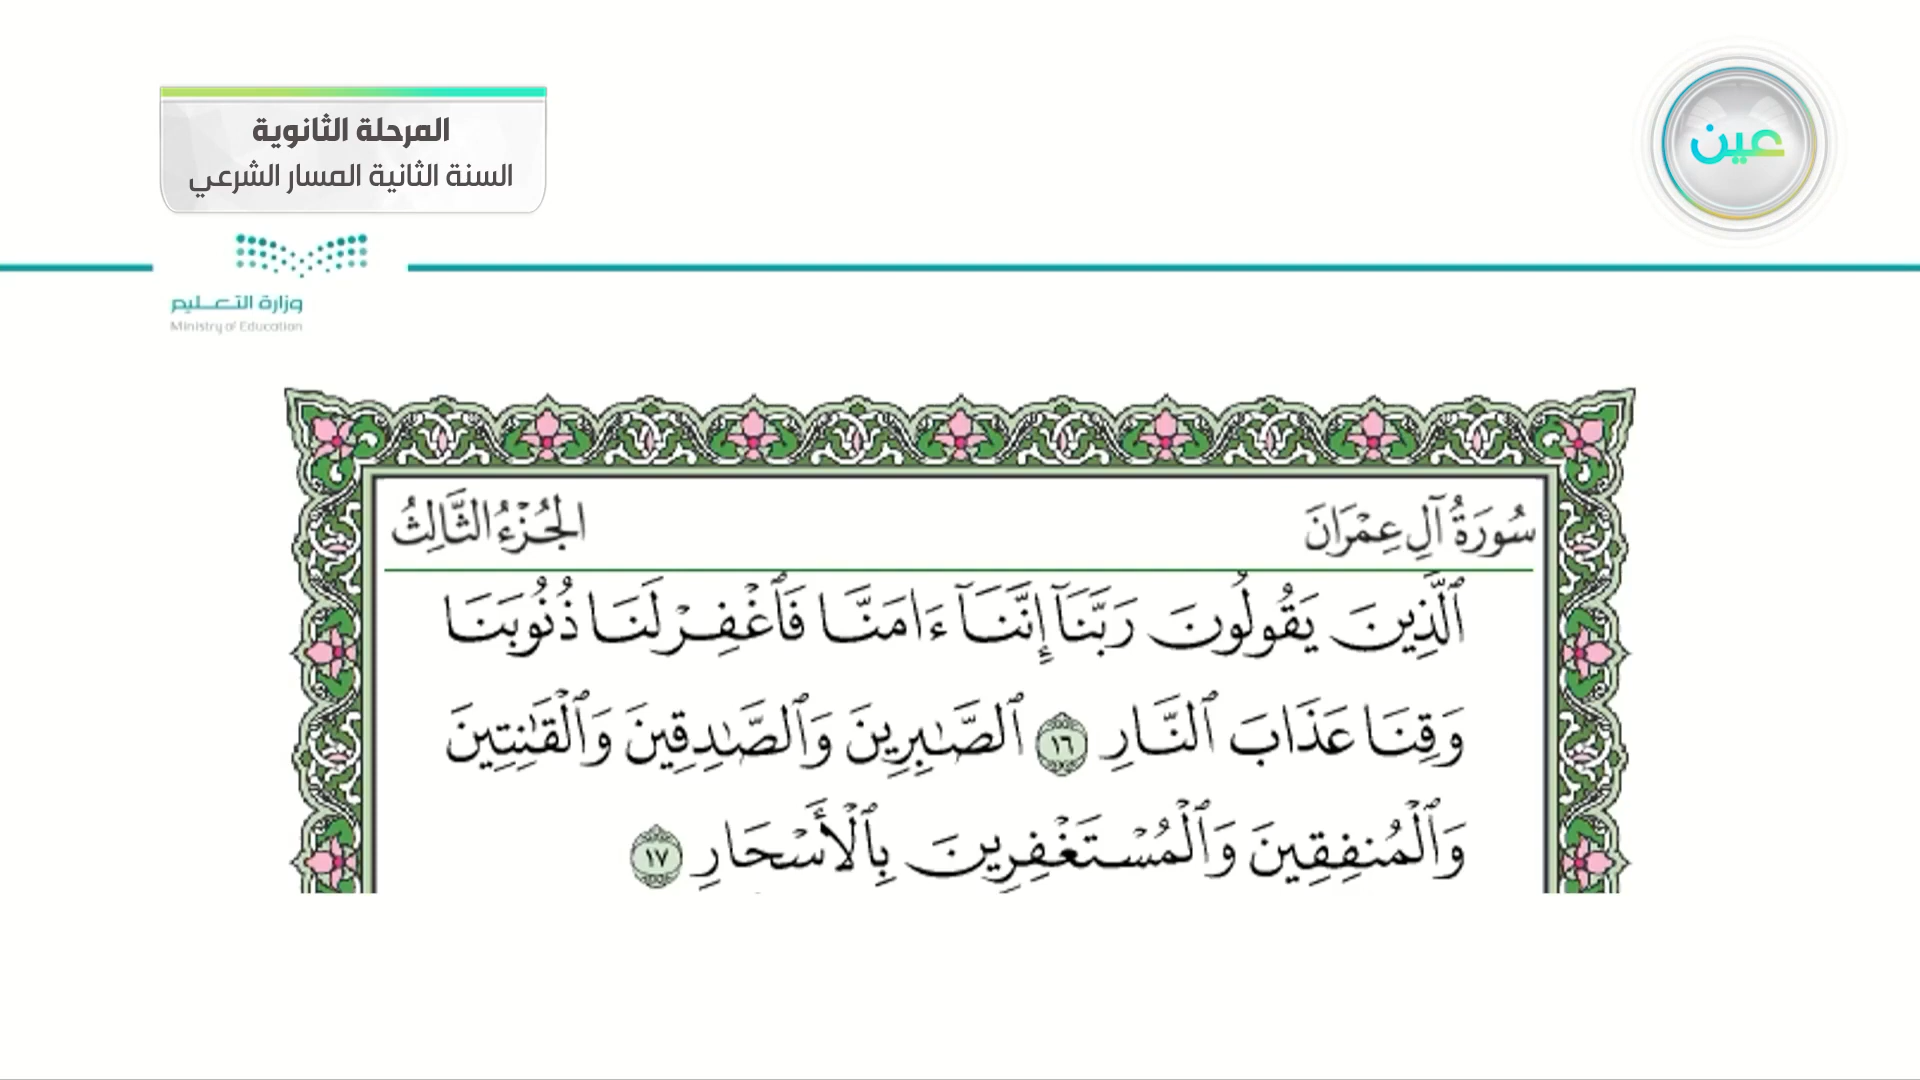 المرحلة الثانوية
السنة الثانية المسار الشرعي
عين
وزارة التعليم
Ministry of Education
سُورَةُ آلِ عِمْرَانَ
الجُزْءُ الثَّالِثُ
ٱلَّذِينَ يَقُولُونَ رَبَّنَآ إِنَّنَآ ءَامَنَّا فَٱغْفِرْ لَنَا ذُنُوبَنَا
وَقِنَا عَذَابَ ٱلنَّارِ ١٦ ٱلصَّٰبِرِينَ وَٱلصَّٰدِقِينَ وَٱلْقَٰنِتِينَ
وَٱلْمُنفِقِينَ وَٱلْمُسْتَغْفِرِينَ بِٱلْأَسْحَارِ ١٧